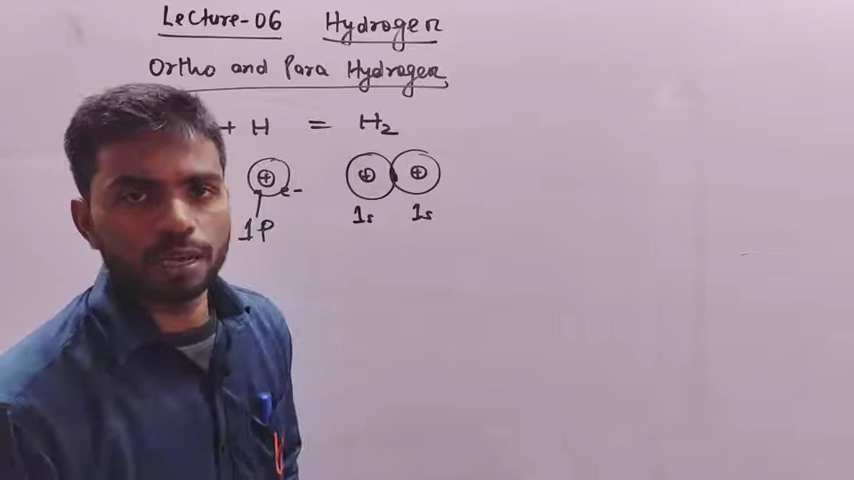 Lecture-06 Hydrogen
Ortho and Para Hydrogen
+ H = H2
+ e- + +
1P 1s 1s